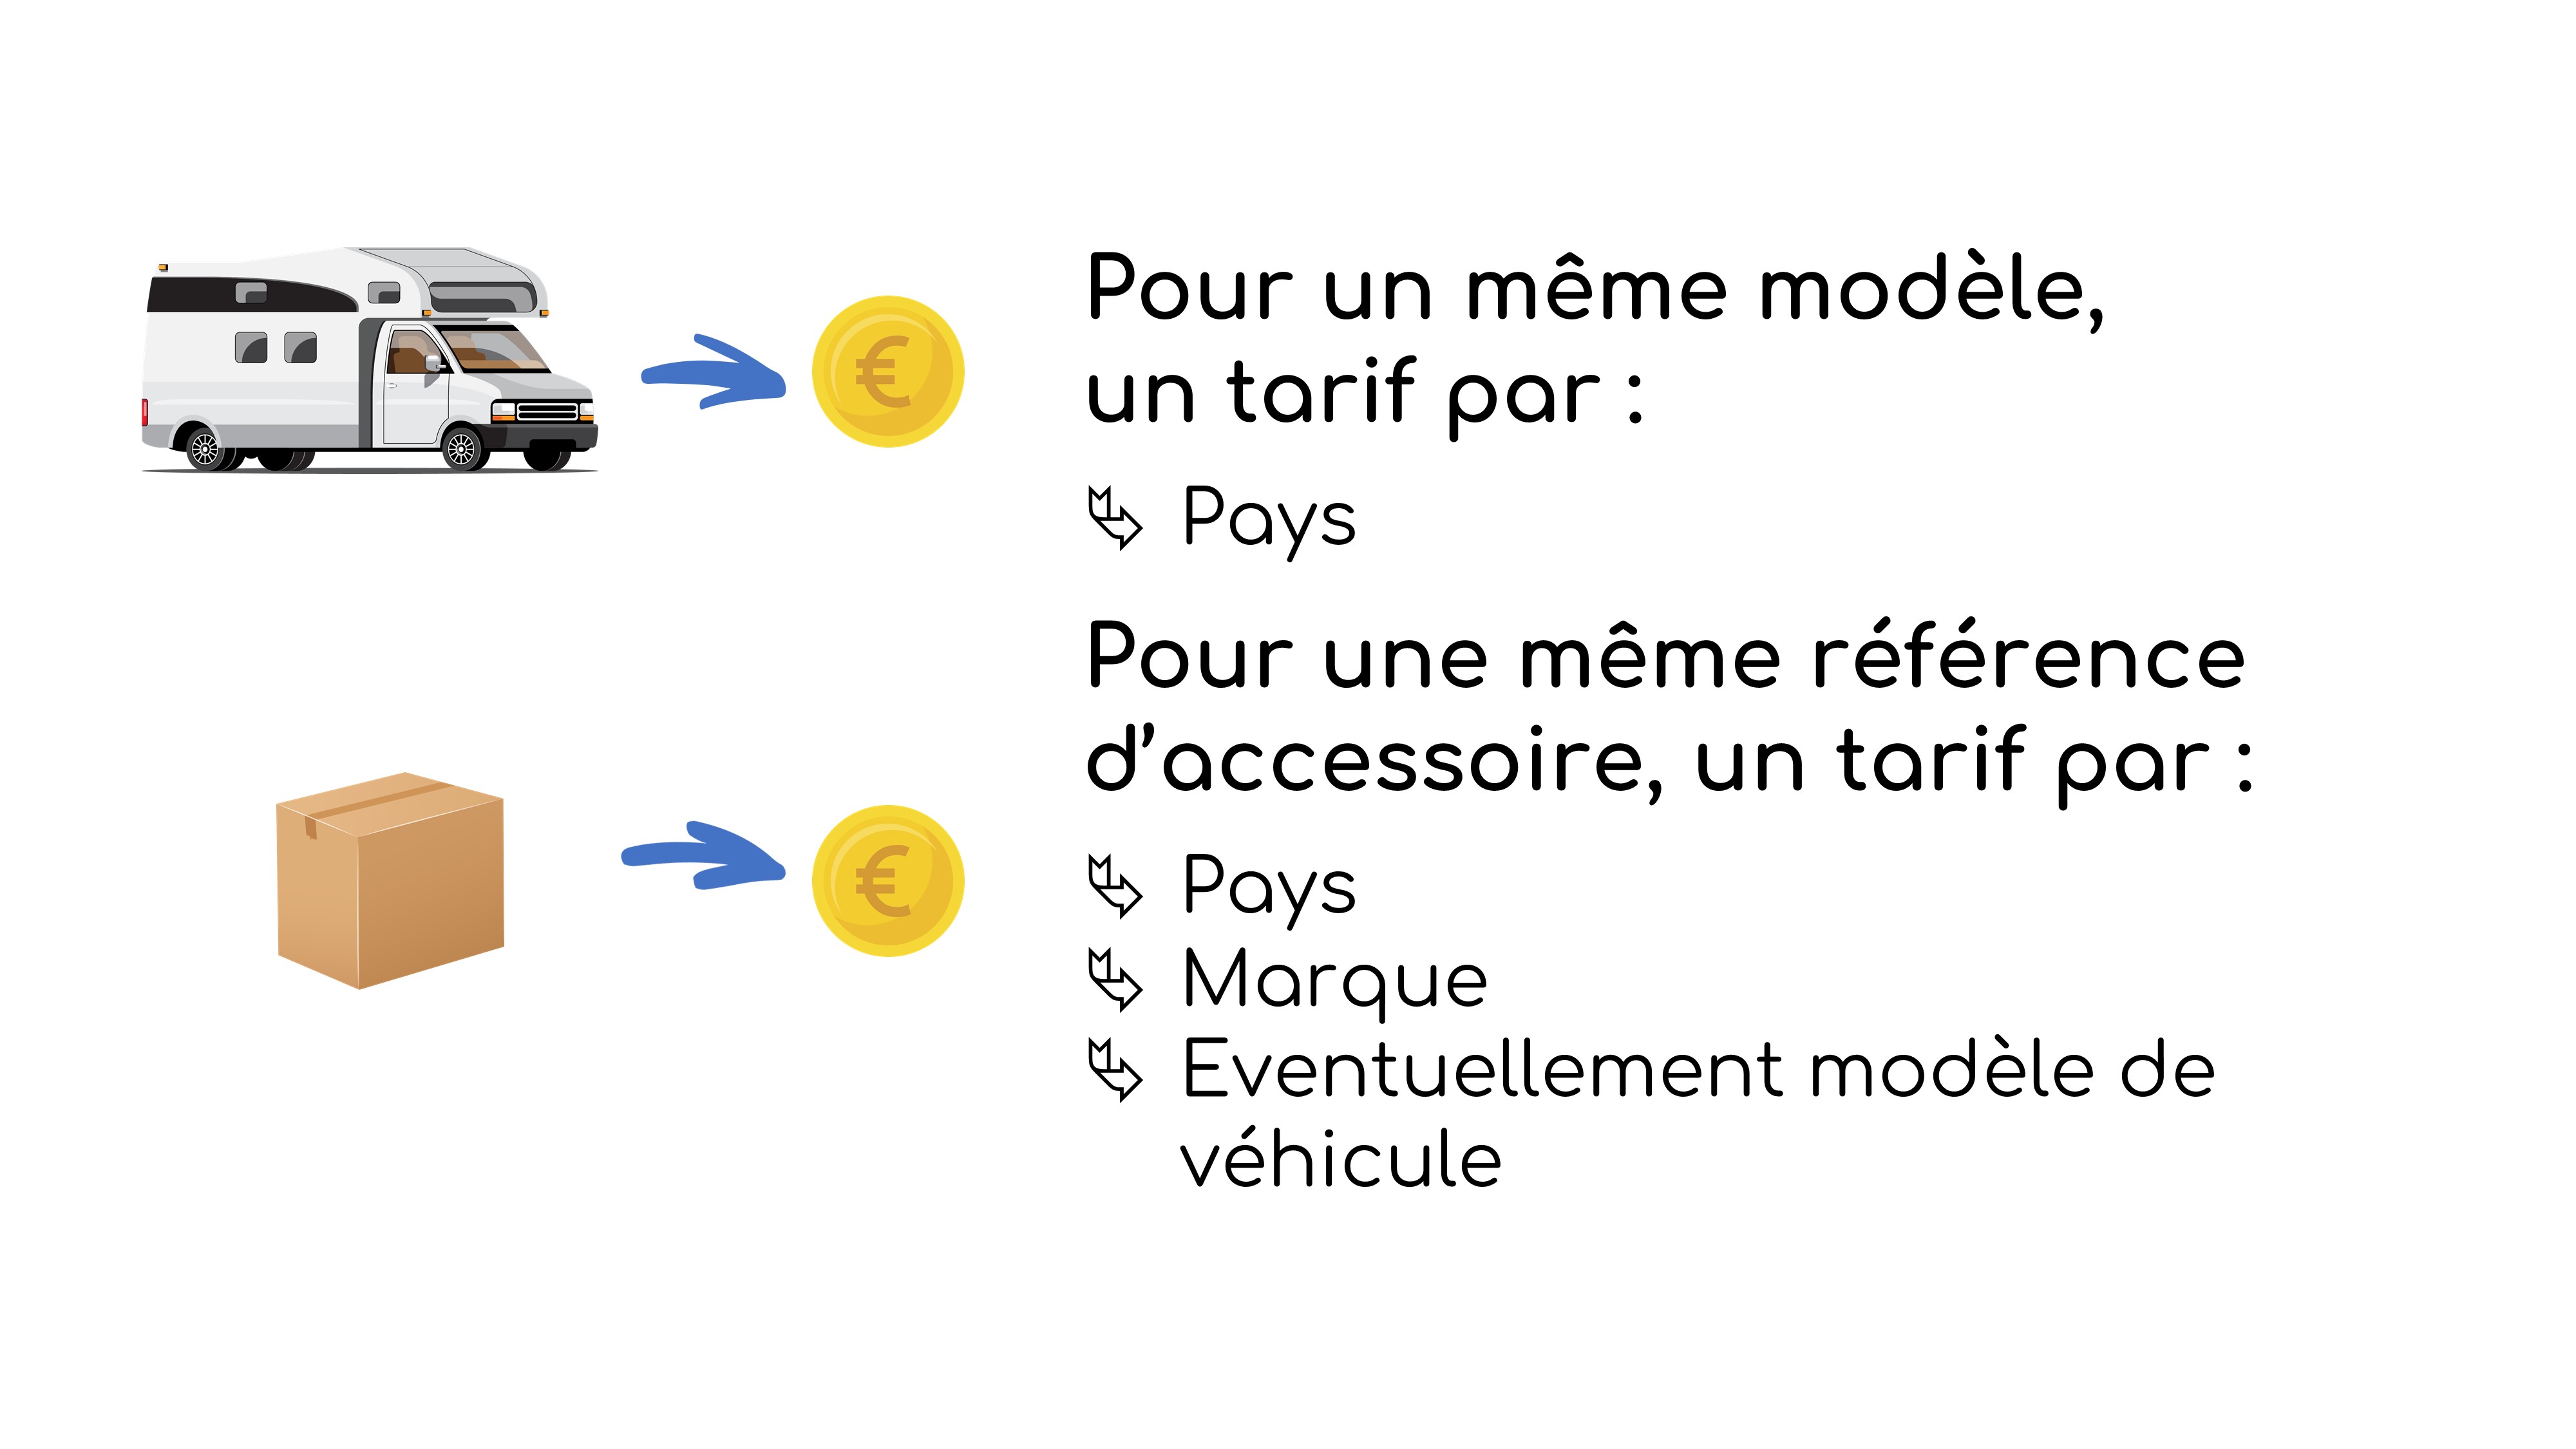 Pour un même modèle,
un tarif par :
Pays
Pour une même référence
d’accessoire, un tarif par :
Pays
Marque
Eventuellement modèle de
véhicule
€
€